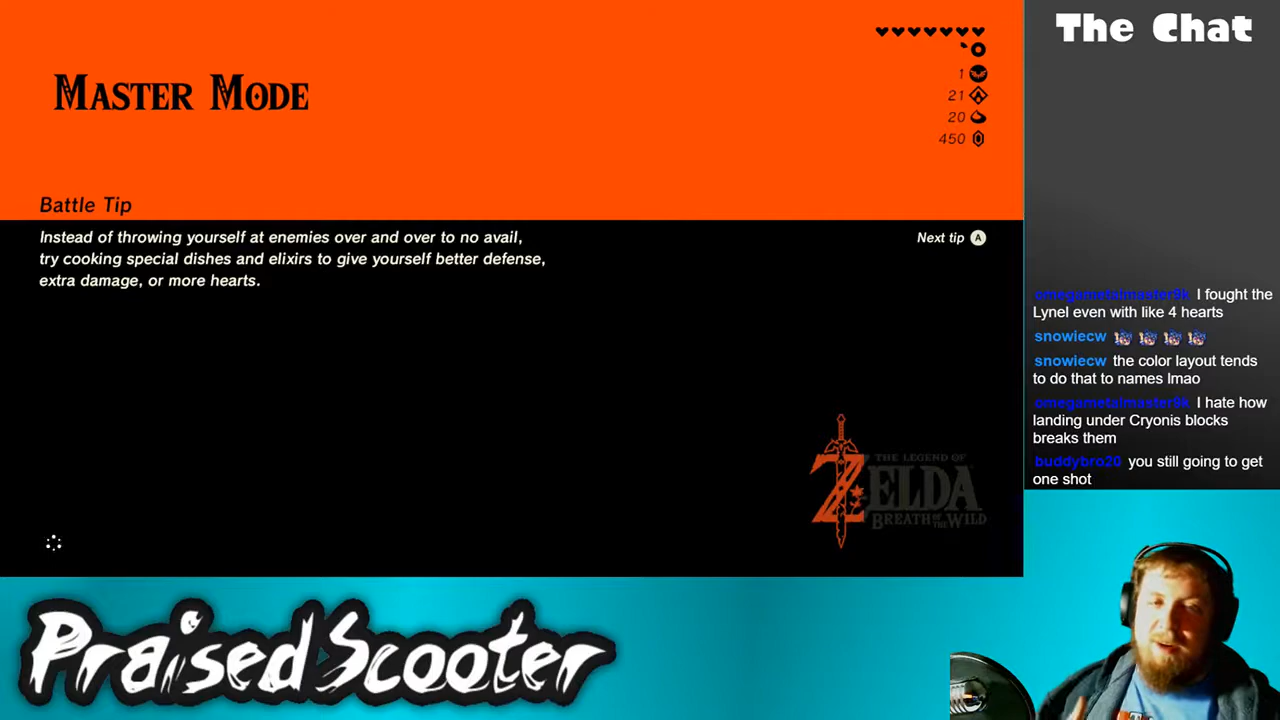 The Chat
MASTER MODE
1
21
20
450
Battle Tip
Instead of throwing yourself at enemies over and over to no avail,
try cooking special dishes and elixirs to give yourself better defense,
extra damage, or more hearts.
Next tip A
THE LEGEND OF
ZELDA
BREATH OF THE WILD
omegametalmaster9k I fought the
Lynel even with like 4 hearts
snowiecw
snowiecw the color layout tends
to do that to names lmao
omegametalmaster9k I hate how
landing under Cryonis blocks
breaks them
buddybro20 you still going to get
one shot
PraisedScooter